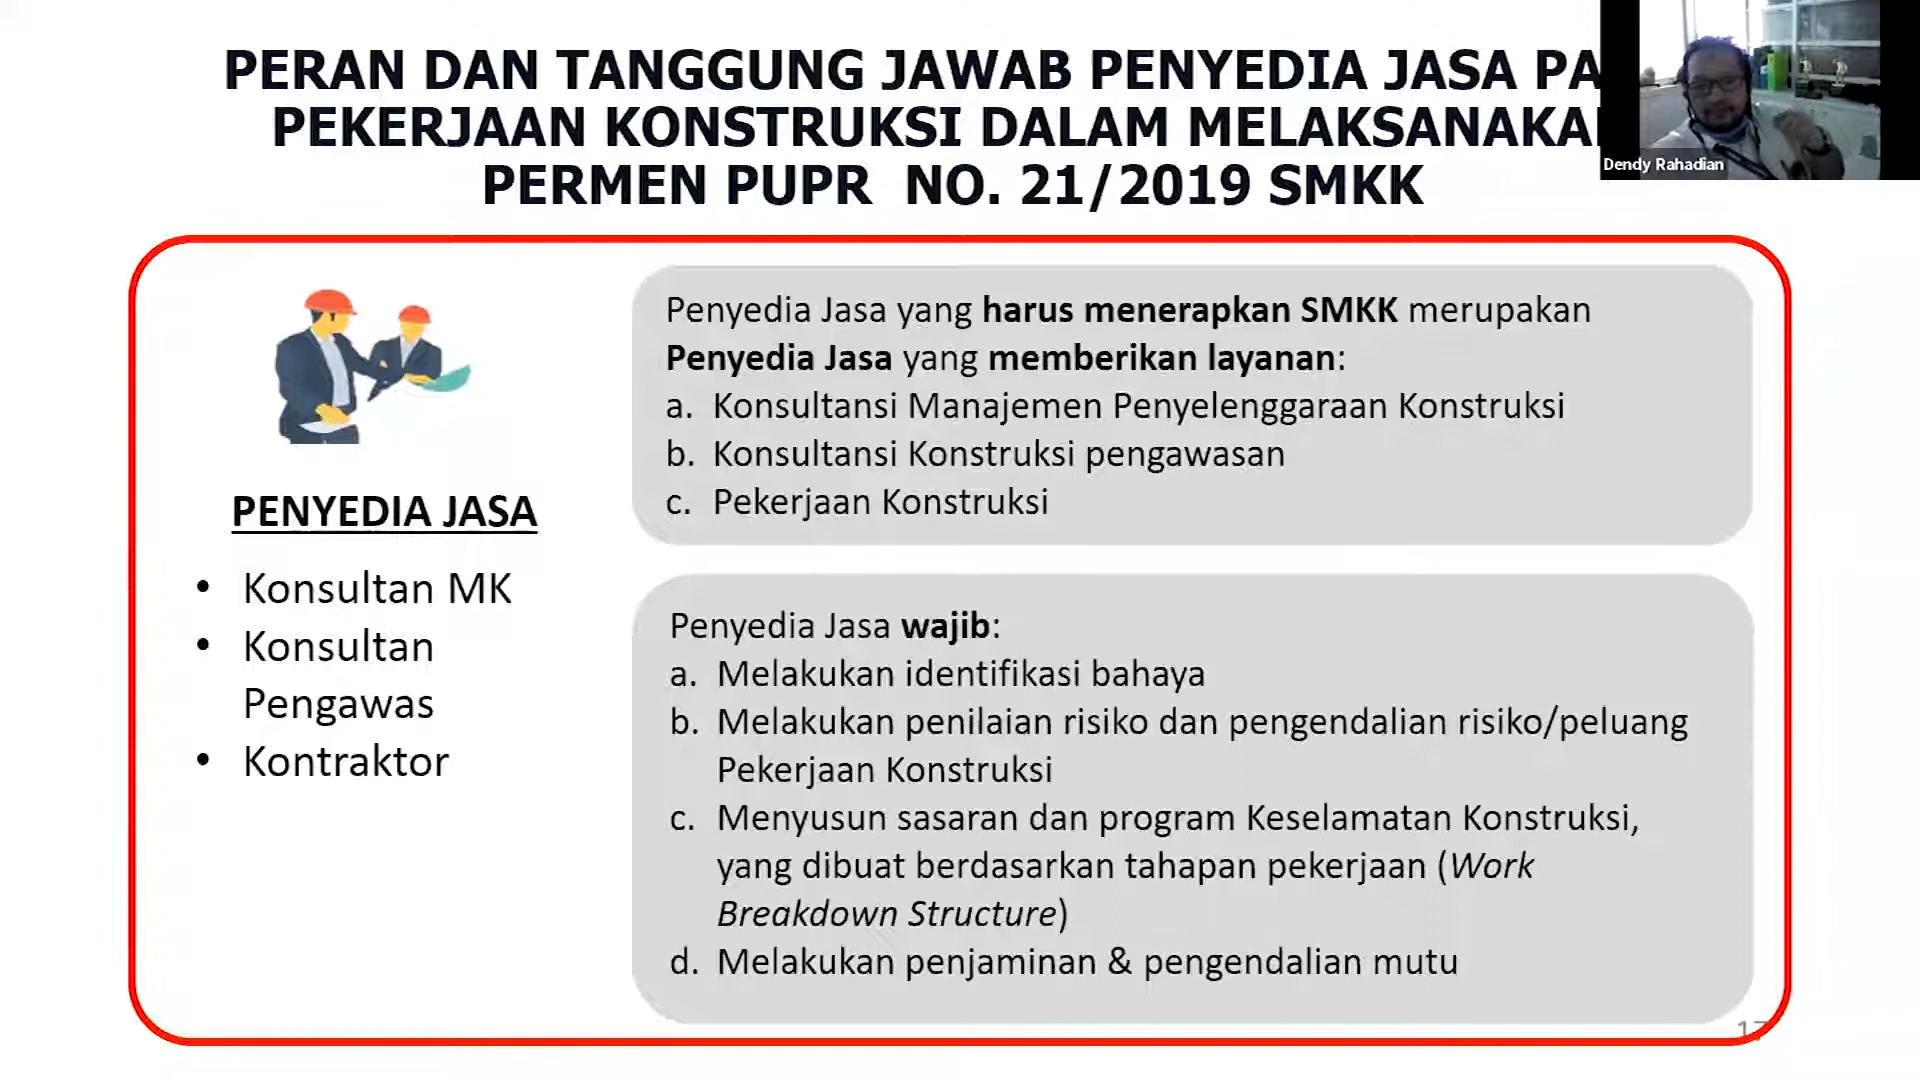 PERAN DAN TANGGUNG JAWAB PENYEDIA JASA PA
PEKERJAAN KONSTRUKSI DALAM MELAKSANAKA
PERMEN PUPR NO. 21/2019 SMKK
Dendy Rahadian
PENYEDIA JASA
• Konsultan MK
• Konsultan
Pengawas
• Kontraktor
Penyedia Jasa yang harus menerapkan SMKK merupakan
Penyedia Jasa yang memberikan layanan:
a. Konsultansi Manajemen Penyelenggaraan Konstruksi
b. Konsultansi Konstruksi pengawasan
c. Pekerjaan Konstruksi
Penyedia Jasa wajib:
a. Melakukan identifikasi bahaya
b. Melakukan penilaian risiko dan pengendalian risiko/peluang
Pekerjaan Konstruksi
c. Menyusun sasaran dan program Keselamatan Konstruksi,
yang dibuat berdasarkan tahapan pekerjaan (Work
Breakdown Structure)
d. Melakukan penjaminan & pengendalian mutu
17